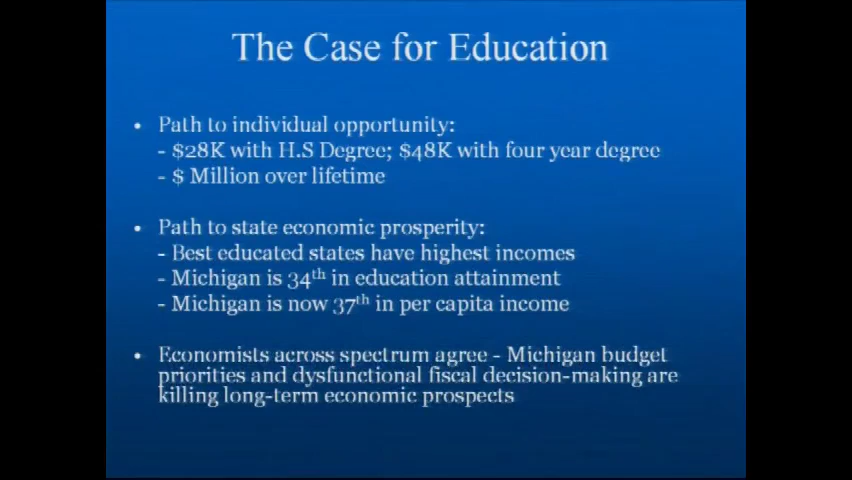 The Case for Education
• Path to individual opportunity:
- $28K with H.S Degree; $48K with four year degree
- $ Million over lifetime
• Path to state economic prosperity:
- Best educated states have highest incomes
- Michigan is 34th in education attainment
- Michigan is now 37th in per capita income
• Economists across spectrum agree - Michigan budget
priorities and dysfunctional fiscal decision-making are
killing long-term economic prospects